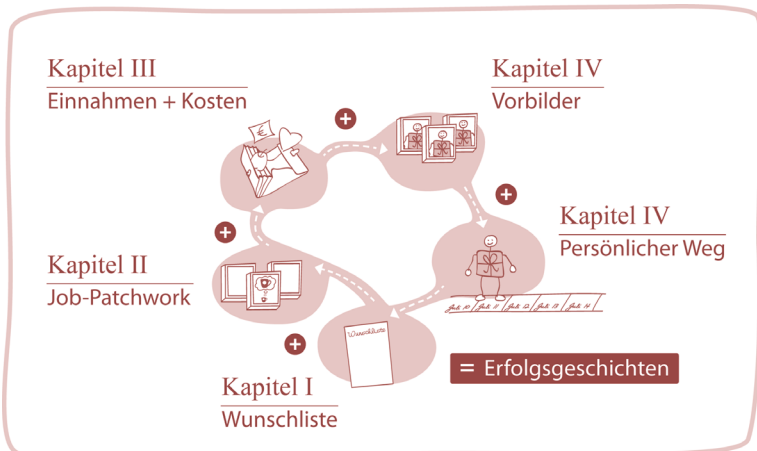 Kapitel III
Einnahmen + Kosten
Kapitel IV
Vorbilder
+
€
+
Kapitel IV
Persönlicher Weg
+
Kapitel II
Job-Patchwork
Wunschliste
+
= Erfolgsgeschichten
Kapitel I
Wunschliste